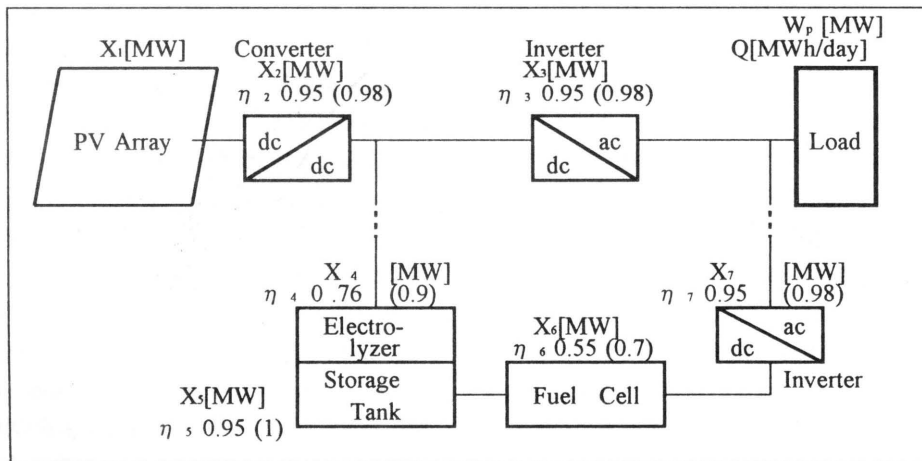 X₁[MW]
Converter
X₂[MW]
η ₂ 0.95 (0.98)
Inverter
X₃[MW]
η ₃ 0.95 (0.98)
Wₚ [MW]
Q[MWh/day]
PV Array
dc
dc
ac
dc
Load
X ₄ [MW]
η ₄ 0 .76 (0.9)
X₇ [MW]
η ₇ 0.95 (0.98)
Electro-
lyzer
X₆[MW]
η ₆ 0.55 (0.7)
ac
dc
Inverter
X₅[MW]
η ₅ 0.95 (1)
Storage
Tank
Fuel Cell